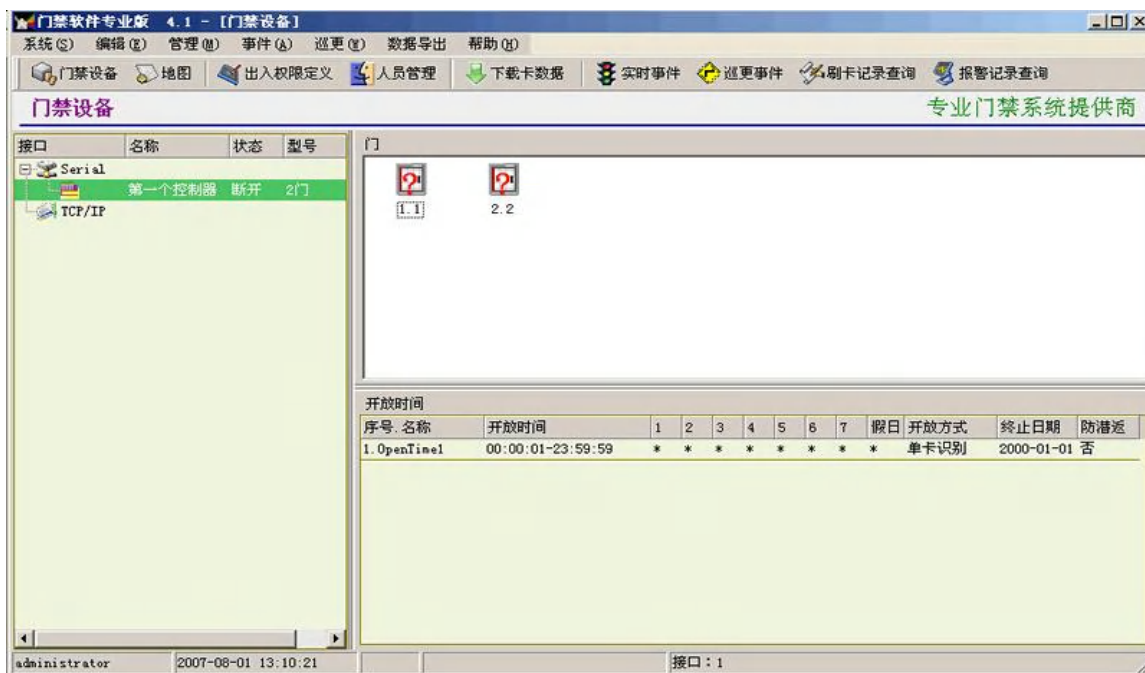 门禁软件专业版 4.1 - [门禁设备]
系统(S) 编辑(E) 管理(M) 事件(A) 巡更(Y) 数据导出 帮助(H)
门禁设备 地图 出入权限定义 人员管理 下载卡数据 实时事件 巡更事件 刷卡记录查询 报警记录查询
门禁设备 专业门禁系统提供商
接口 名称 状态 型号 门
Serial
第一个控制器 断开 2门
TCP/IP
1.1 2.2
开放时间
序号.名称 开放时间 1 2 3 4 5 6 7 假日 开放方式 终止日期 防潜返
1.OpenTime1 00:00:01-23:59:59 * * * * * * * * 单卡识别 2000-01-01 否
administrator 2007-08-01 13:10:21 接口：1